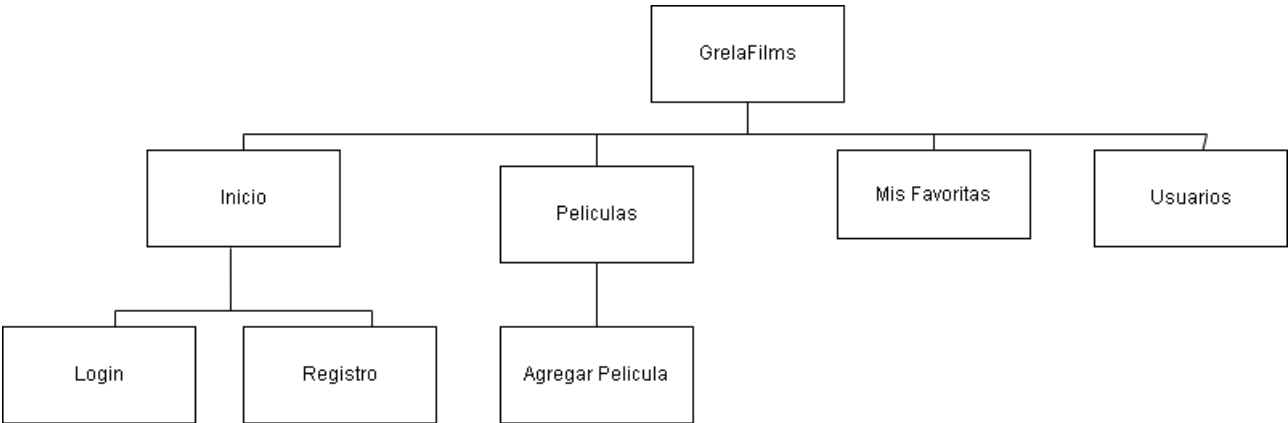 GrelaFilms
Inicio
Peliculas
Mis Favoritas
Usuarios
Login
Registro
Agregar Pelicula